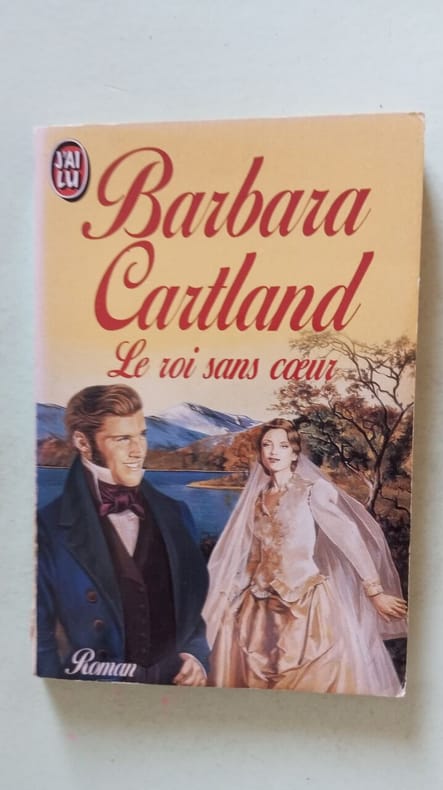 J'AI
LU
Barbara
Cartland
Le roi sans cœur
Roman